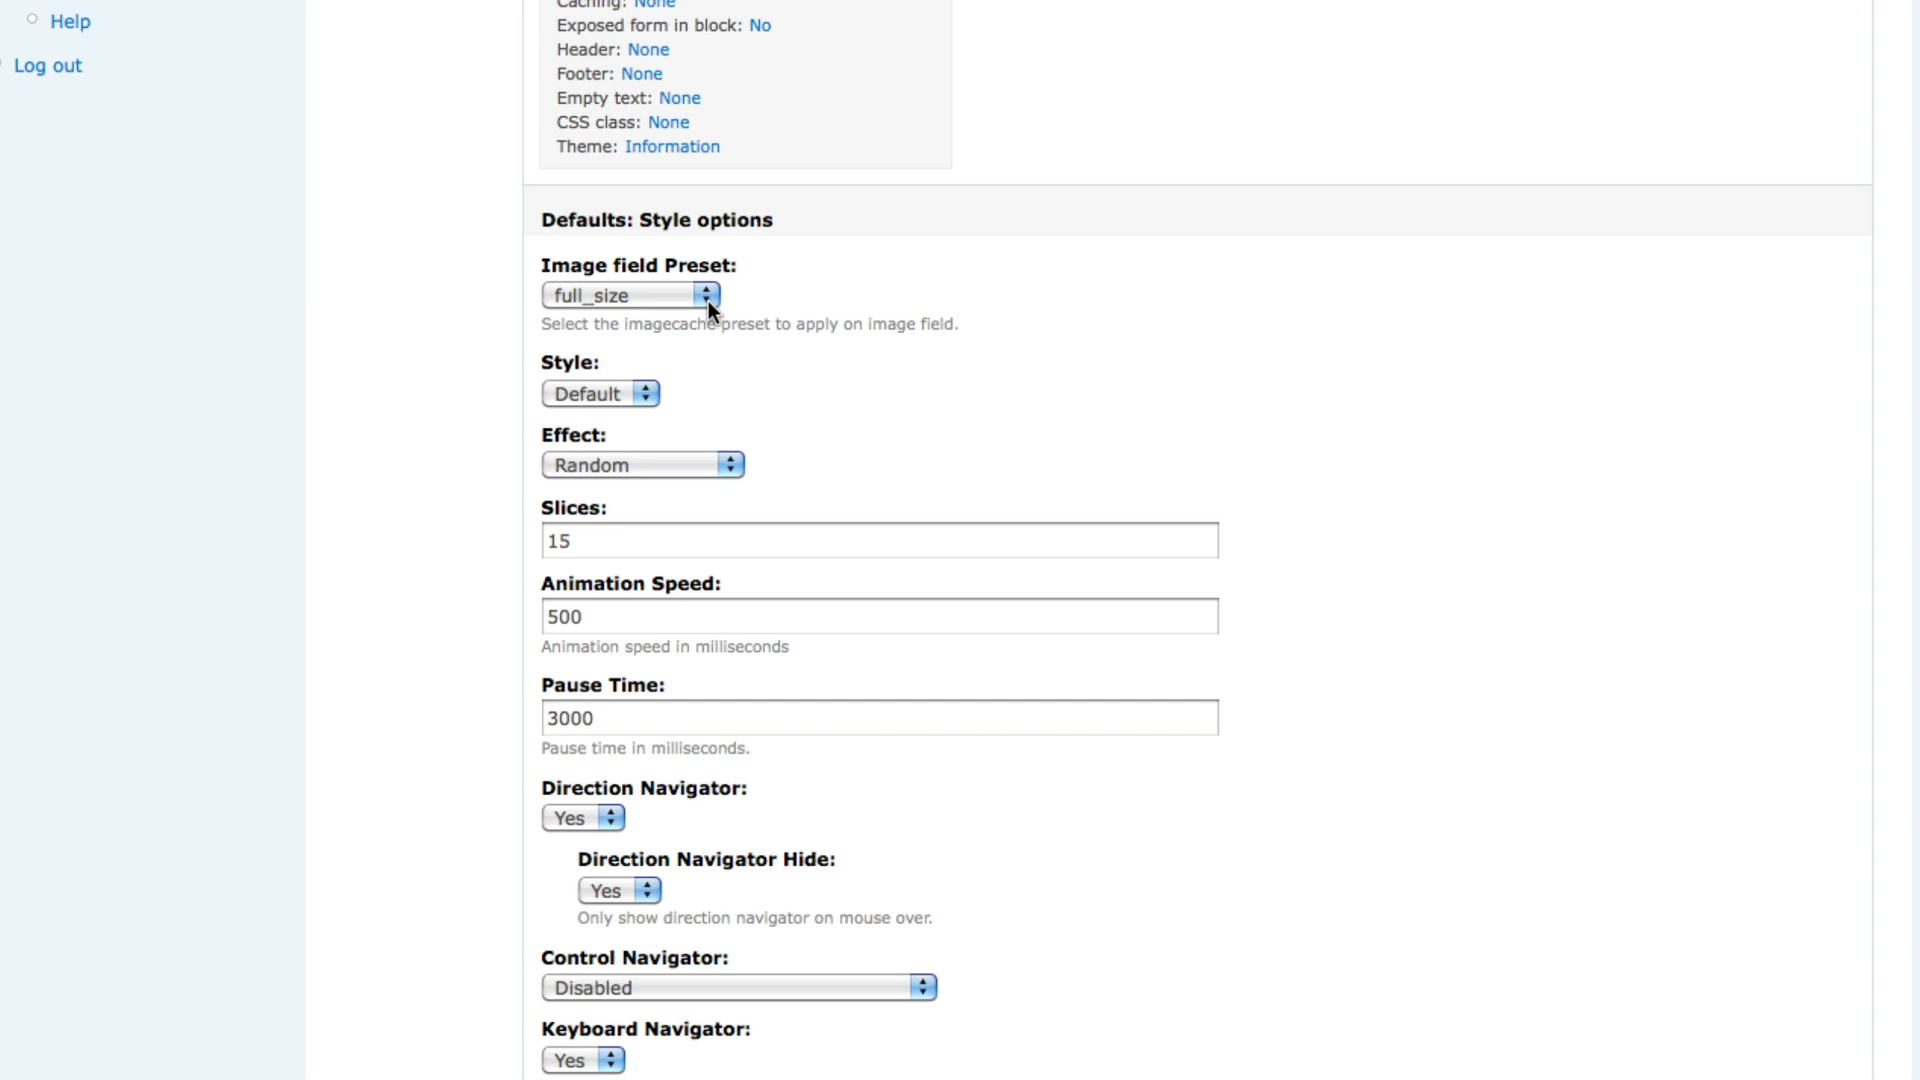 Help
Log out
Caching: None
Exposed form in block: No
Header: None
Footer: None
Empty text: None
CSS class: None
Theme: Information
Defaults: Style options
Image field Preset:
full_size
Select the imagecache preset to apply on image field.
Style:
Default
Effect:
Random
Slices:
15
Animation Speed:
500
Animation speed in milliseconds
Pause Time:
3000
Pause time in milliseconds.
Direction Navigator:
Yes
Direction Navigator Hide:
Yes
Only show direction navigator on mouse over.
Control Navigator:
Disabled
Keyboard Navigator:
Yes